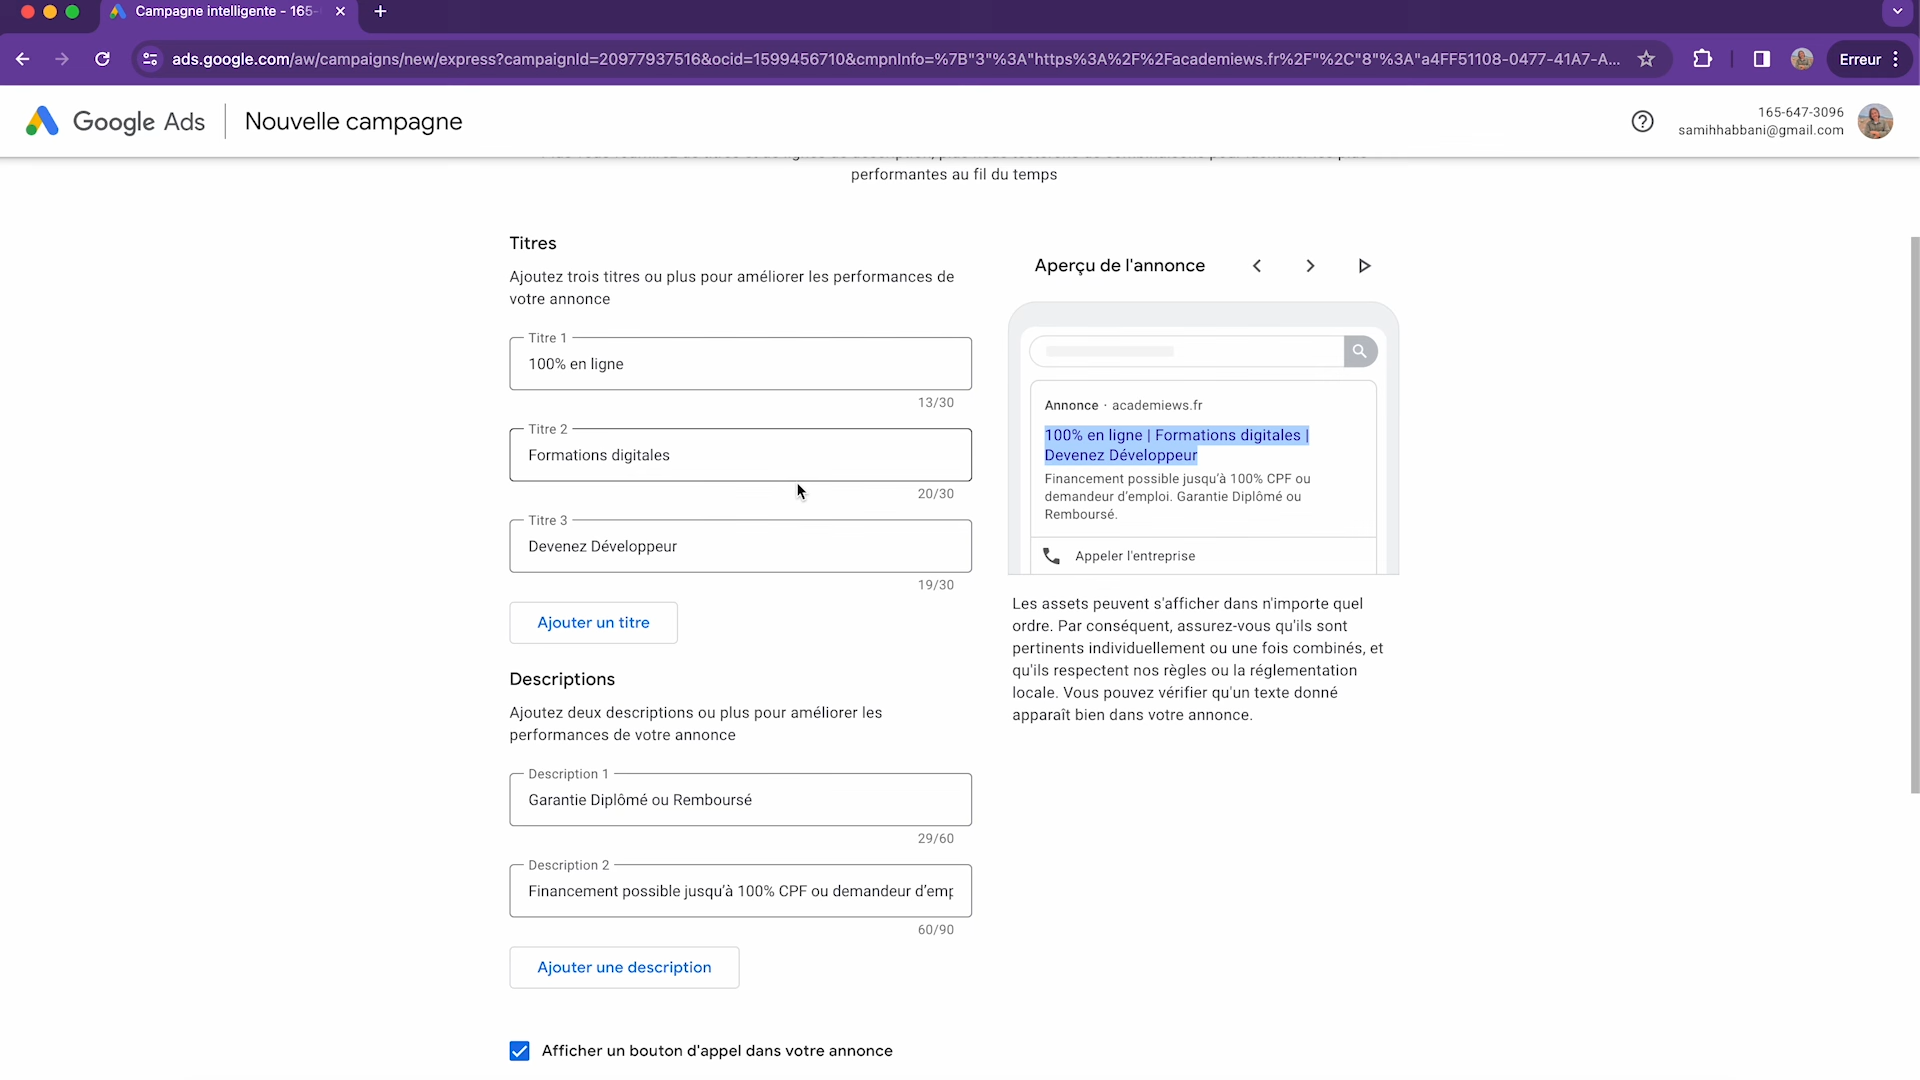 Campagne intelligente - 165-
ads.google.com/aw/campaigns/new/express?campaignId=20977937516&ocid=1599456710&cmpnInfo=%7B"3"%3A"https%3A%2F%2Facademiews.fr%2F"%2C"8"%3A"a4FF51108-0477-41A7-A...
Erreur
Google Ads
Nouvelle campagne
165-647-3096
samihhabbani@gmail.com
performantes au fil du temps
Titres
Ajoutez trois titres ou plus pour améliorer les performances de
votre annonce
Titre 1
100% en ligne
13/30
Titre 2
Formations digitales
20/30
Titre 3
Devenez Développeur
19/30
Ajouter un titre
Descriptions
Ajoutez deux descriptions ou plus pour améliorer les
performances de votre annonce
Description 1
Garantie Diplômé ou Remboursé
29/60
Description 2
Financement possible jusqu'à 100% CPF ou demandeur d'emp
60/90
Ajouter une description
Afficher un bouton d'appel dans votre annonce
Aperçu de l'annonce
Annonce · academiews.fr
100% en ligne | Formations digitales |
Devenez Développeur
Financement possible jusqu'à 100% CPF ou
demandeur d'emploi. Garantie Diplômé ou
Remboursé.
Appeler l'entreprise
Les assets peuvent s'afficher dans n'importe quel
ordre. Par conséquent, assurez-vous qu'ils sont
pertinents individuellement ou une fois combinés, et
qu'ils respectent nos règles ou la réglementation
locale. Vous pouvez vérifier qu'un texte donné
apparaît bien dans votre annonce.